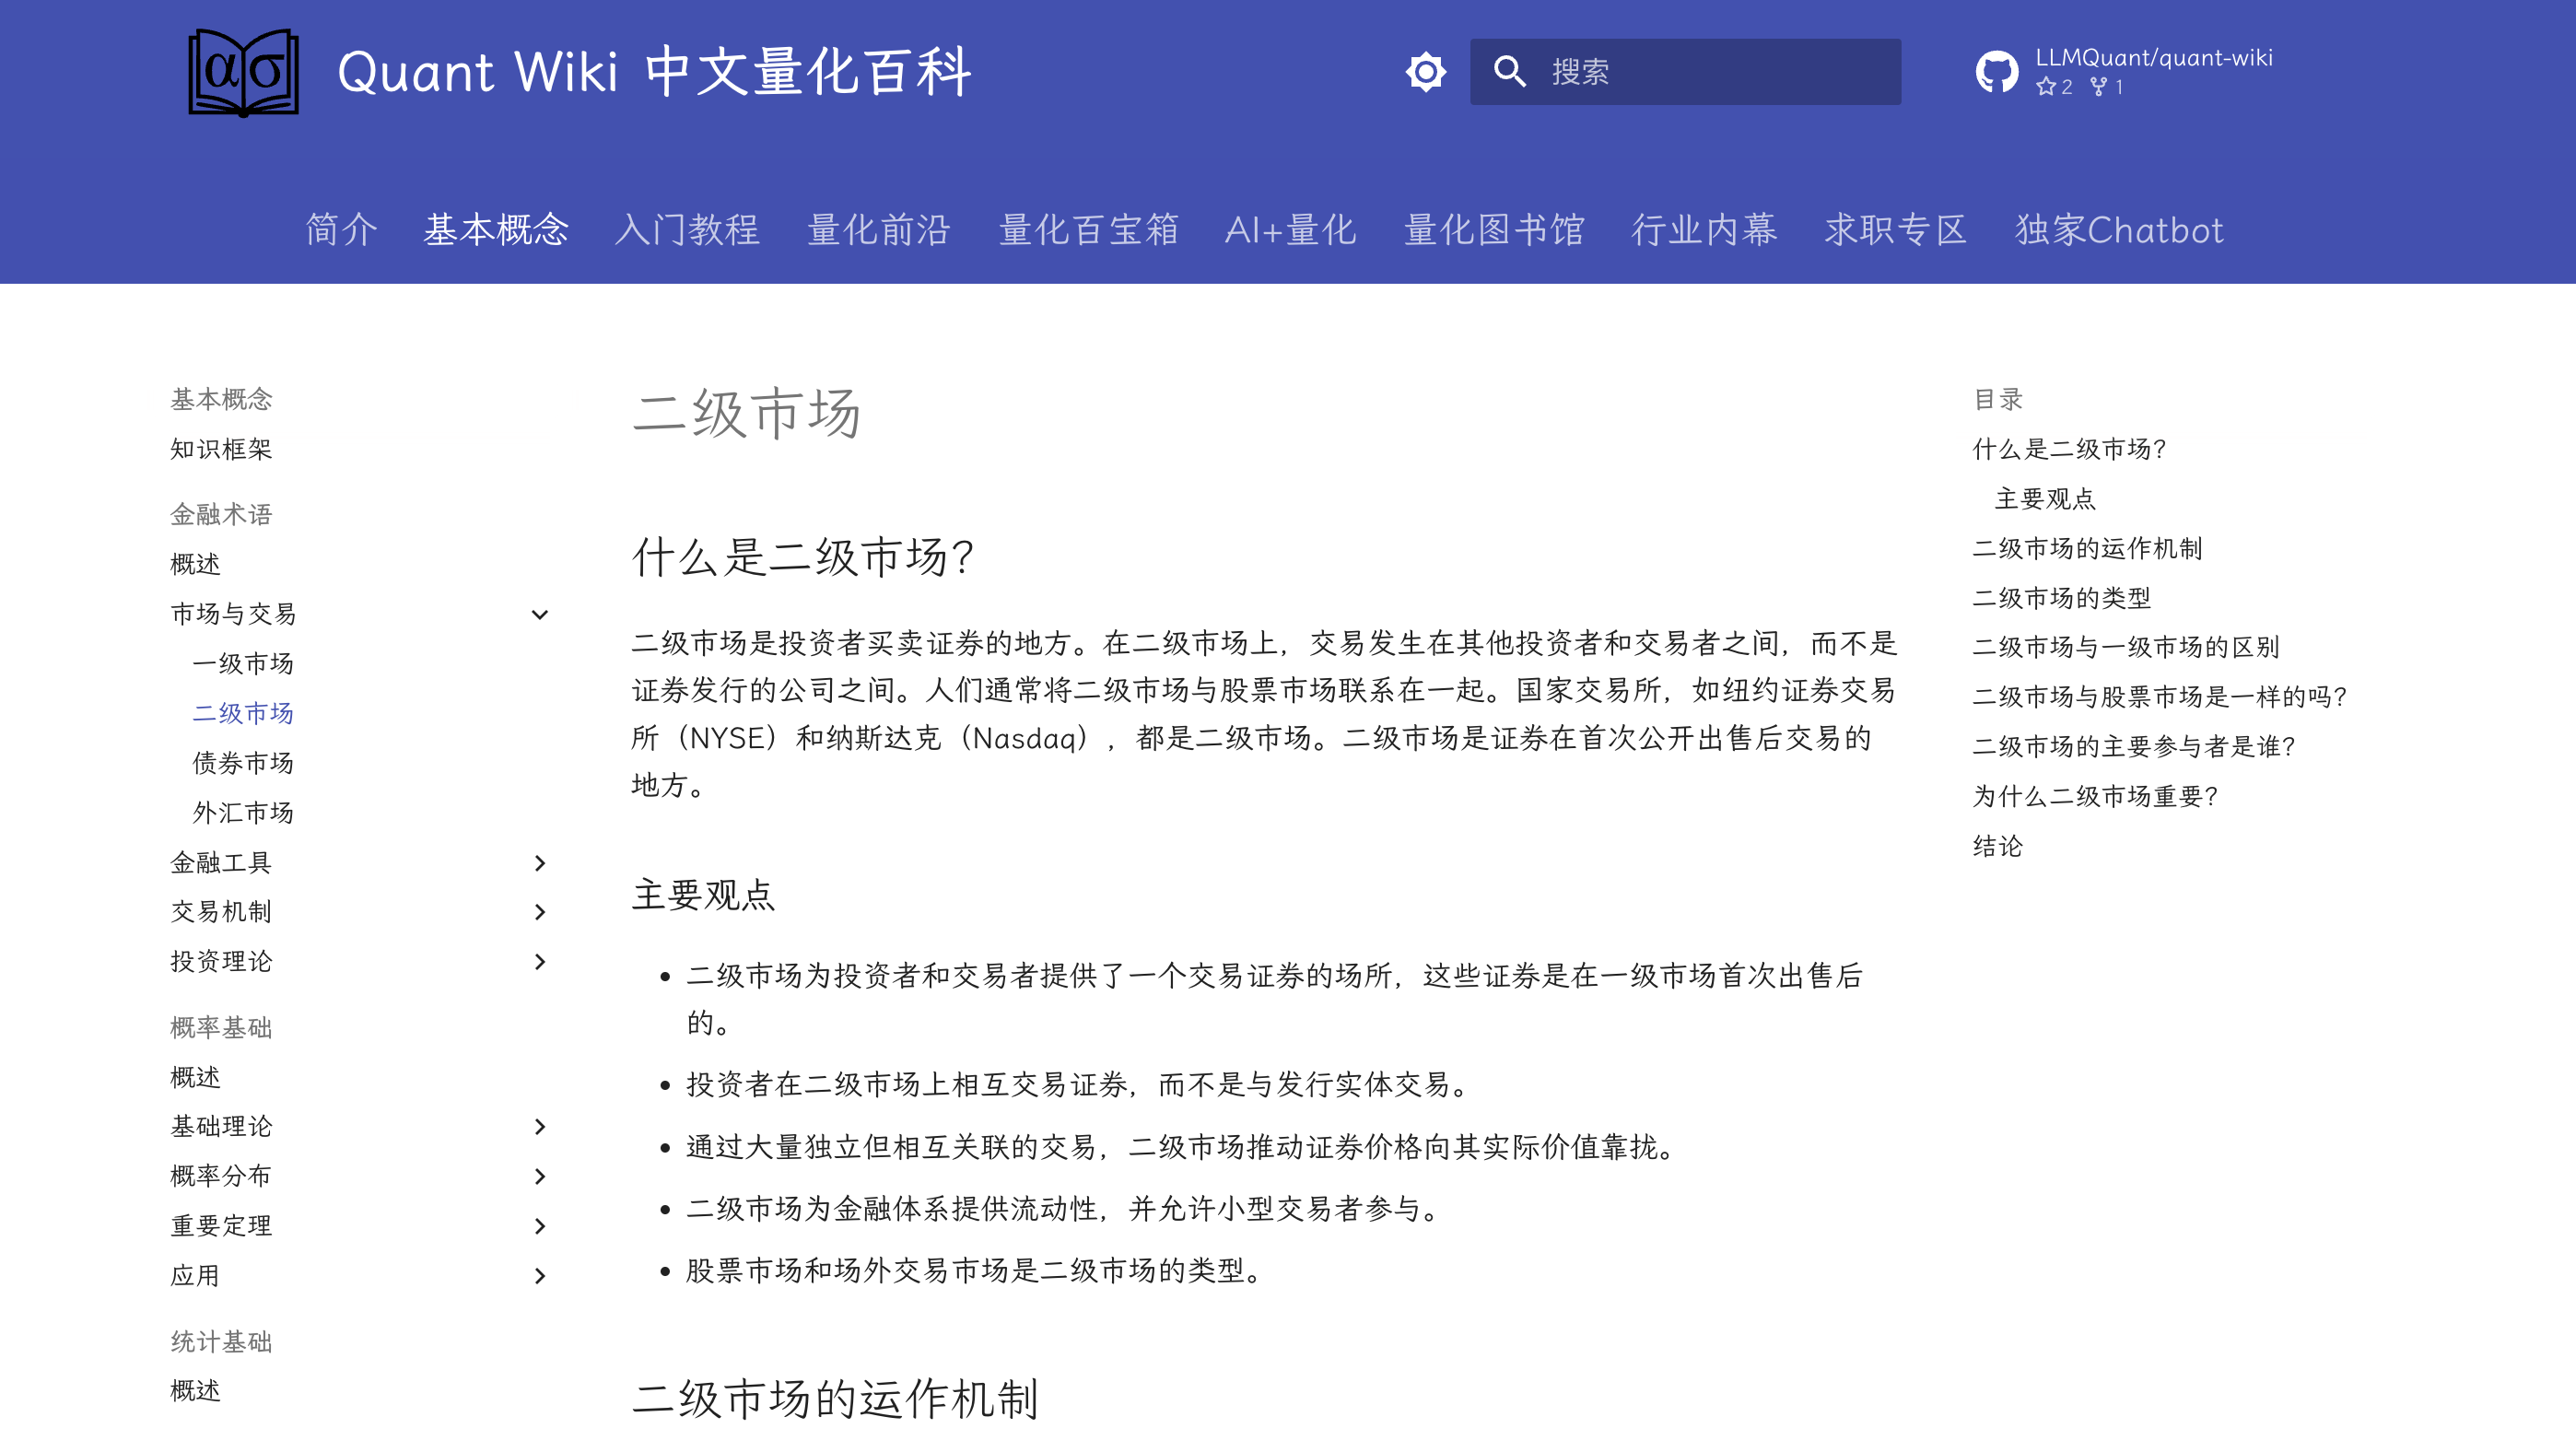 ασ
Quant Wiki 中文量化百科
搜索
LLMQuant/quant-wiki
2 1
简介 基本概念 入门教程 量化前沿 量化百宝箱 AI+量化 量化图书馆 行业内幕 求职专区 独家Chatbot
基本概念
知识框架
金融术语
概述
市场与交易
一级市场
二级市场
债券市场
外汇市场
金融工具
交易机制
投资理论
概率基础
概述
基础理论
概率分布
重要定理
应用
统计基础
概述
二级市场
什么是二级市场？
二级市场是投资者买卖证券的地方。在二级市场上，交易发生在其他投资者和交易者之间，而不是
证券发行的公司之间。人们通常将二级市场与股票市场联系在一起。国家交易所，如纽约证券交易
所（NYSE）和纳斯达克（Nasdaq），都是二级市场。二级市场是证券在首次公开出售后交易的
地方。
主要观点
• 二级市场为投资者和交易者提供了一个交易证券的场所，这些证券是在一级市场首次出售后
的。
• 投资者在二级市场上相互交易证券，而不是与发行实体交易。
• 通过大量独立但相互关联的交易，二级市场推动证券价格向其实际价值靠拢。
• 二级市场为金融体系提供流动性，并允许小型交易者参与。
• 股票市场和场外交易市场是二级市场的类型。
二级市场的运作机制
目录
什么是二级市场？
主要观点
二级市场的运作机制
二级市场的类型
二级市场与一级市场的区别
二级市场与股票市场是一样的吗？
二级市场的主要参与者是谁？
为什么二级市场重要？
结论